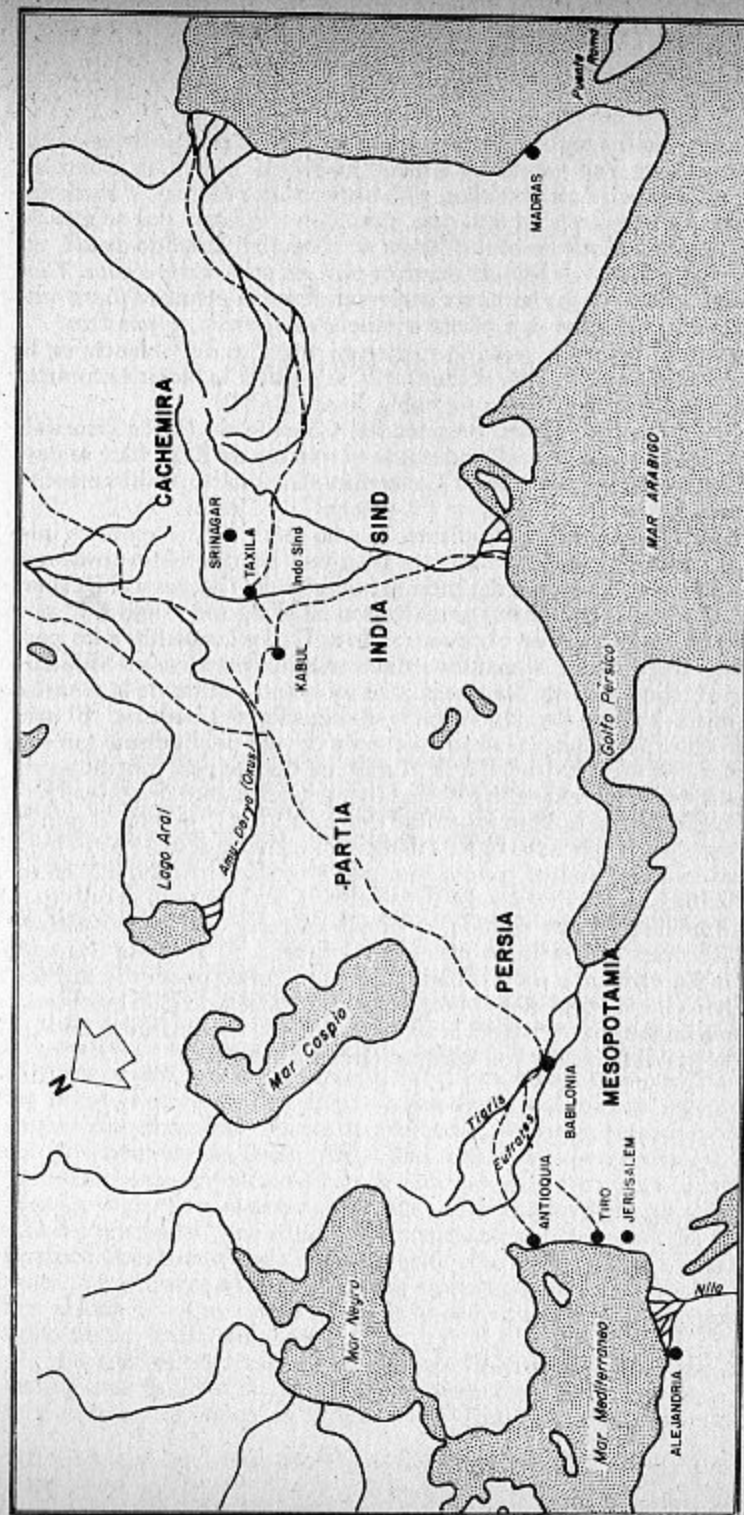 N
Lago Aral
CACHEMIRA
Mar Negro
Mar Caspio
Amu-Darya (Oxus)
SRINAGAR
TAXILA
KABUL
Indo Sind
PARTIA
INDIA
SIND
Tigris
Eufrates
PERSIA
ANTIOQUIA
BABILONIA
MADRAS
Mar Mediterraneo
TIRO
JERUSALEM
MESOPOTAMIA
Golfo Persico
Puente Rama
MAR ARABIGO
ALEJANDRIA
Nilo